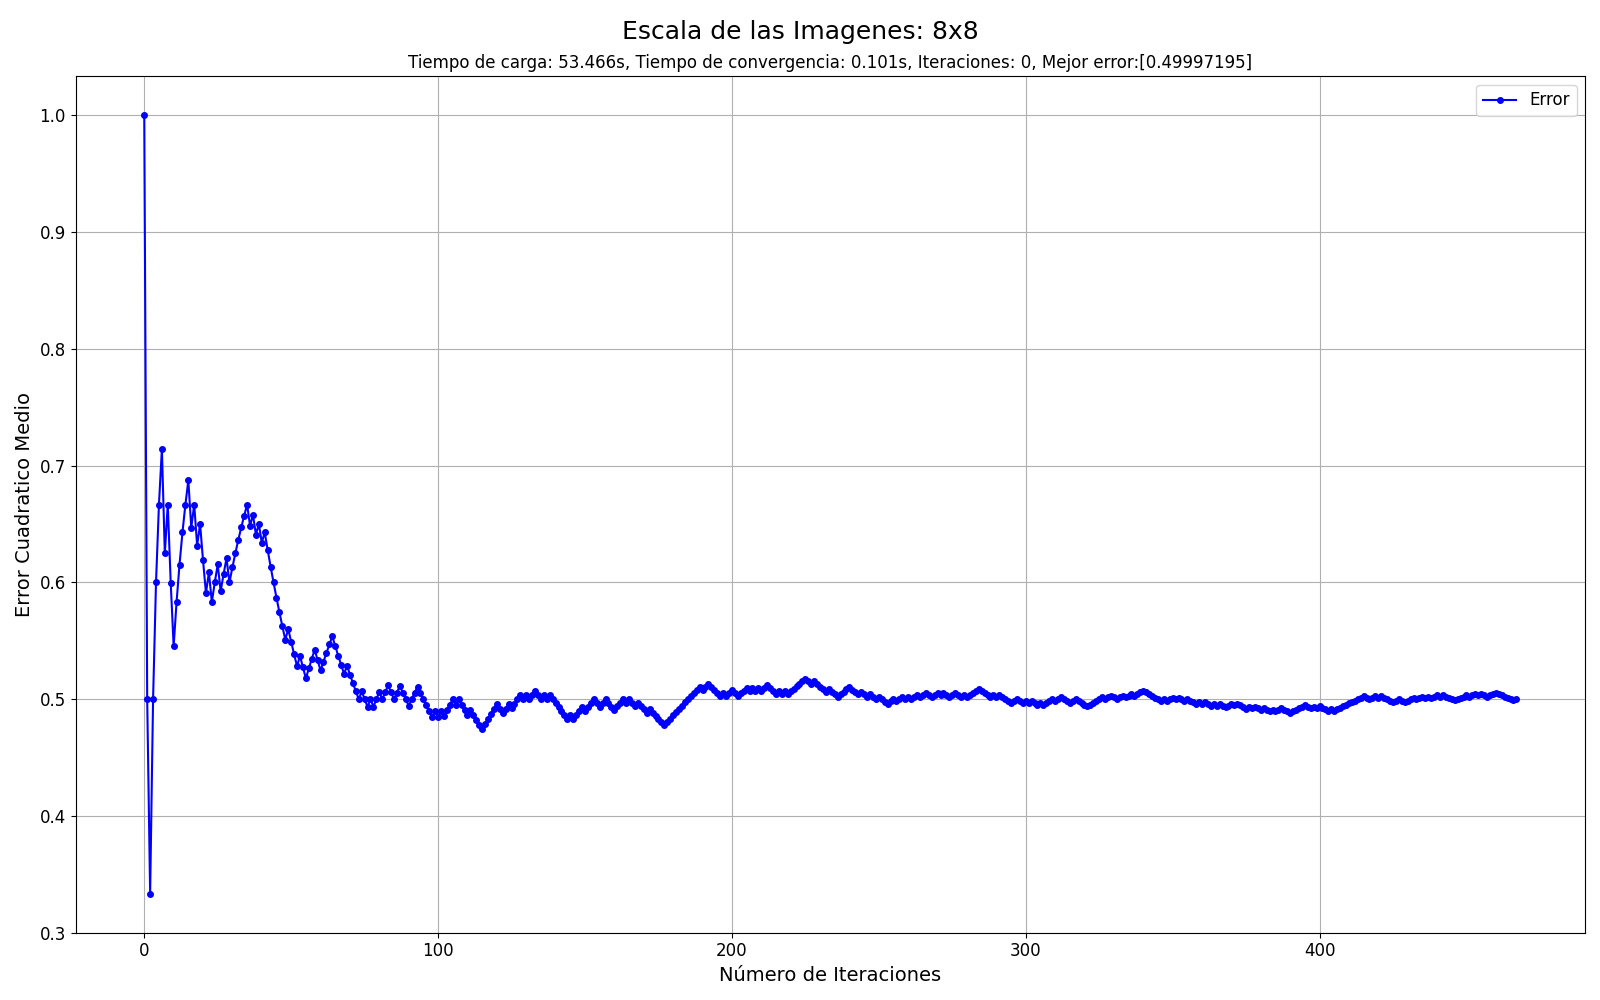 Escala de las Imagenes: 8x8
Tiempo de carga: 53.466s, Tiempo de convergencia: 0.101s, Iteraciones: 0, Mejor error:[0.49997195]
Error
1.0
0.9
0.8
0.7
0.6
0.5
0.4
0.3
Error Cuadratico Medio
0 100 200 300 400
Número de Iteraciones